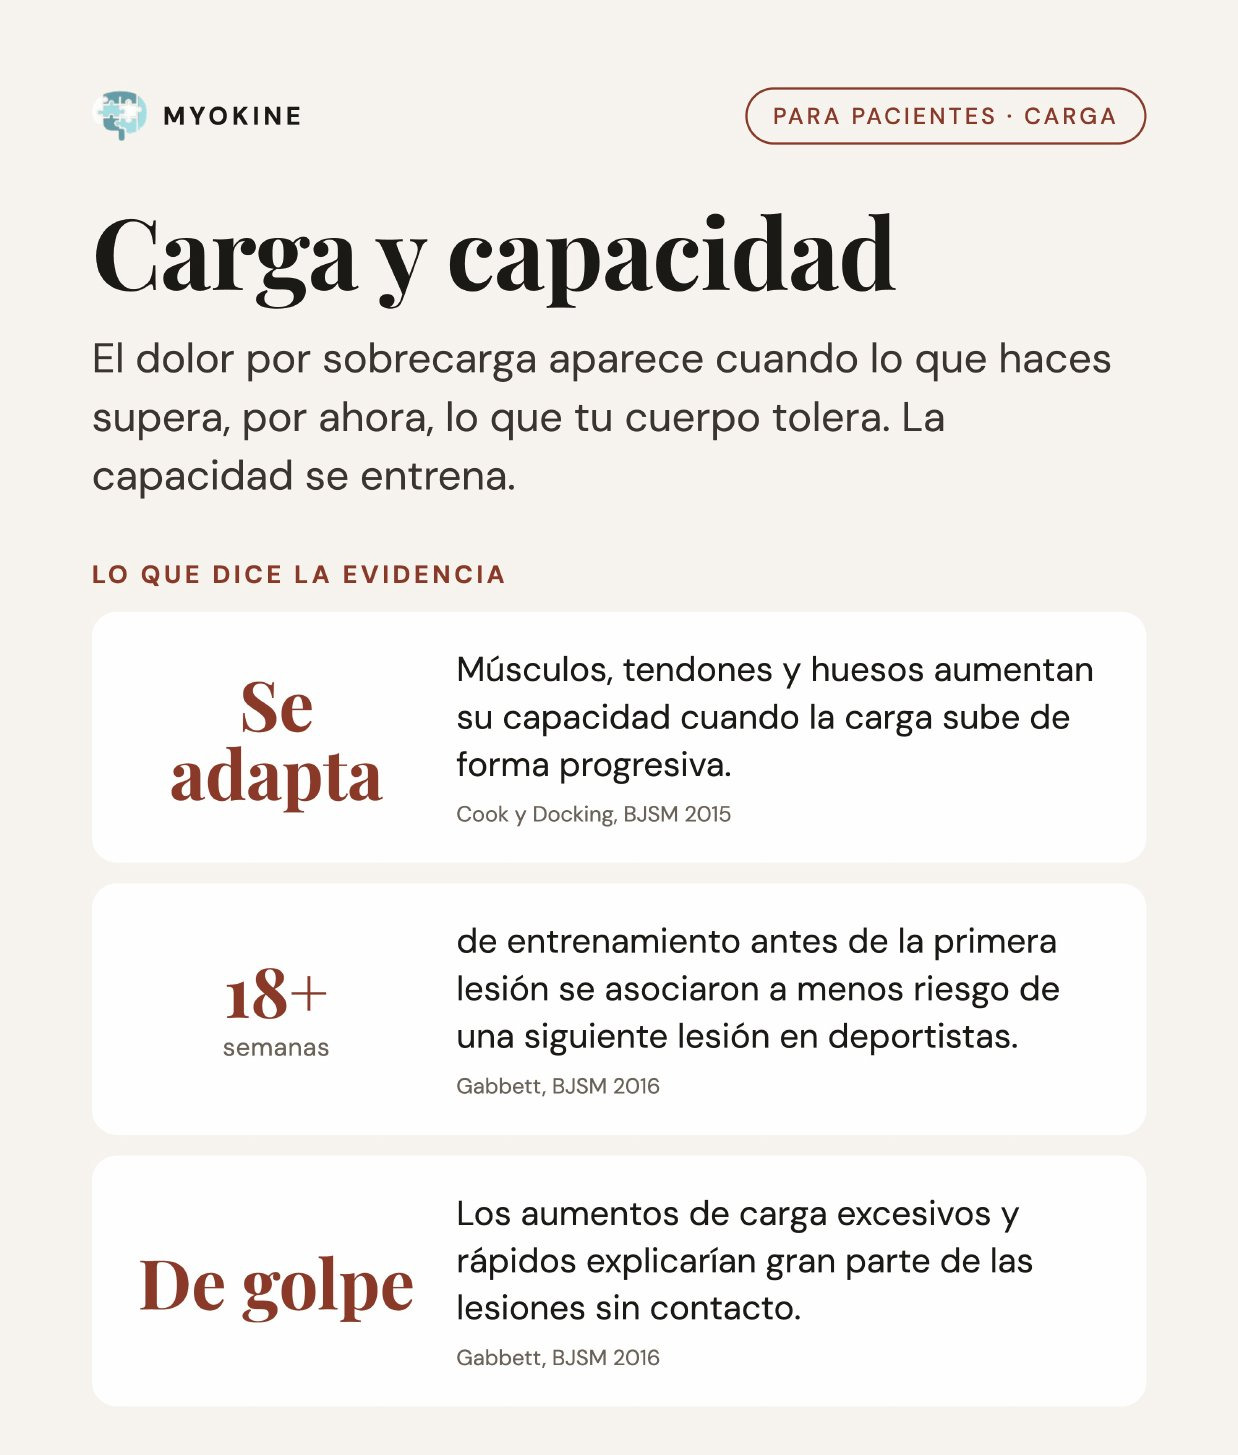 MYOKINE
PARA PACIENTES · CARGA
Carga y capacidad
El dolor por sobrecarga aparece cuando lo que haces
supera, por ahora, lo que tu cuerpo tolera. La
capacidad se entrena.
LO QUE DICE LA EVIDENCIA
Se
adapta
Músculos, tendones y huesos aumentan
su capacidad cuando la carga sube de
forma progresiva.
Cook y Docking, BJSM 2015
18+
semanas
de entrenamiento antes de la primera
lesión se asociaron a menos riesgo de
una siguiente lesión en deportistas.
Gabbett, BJSM 2016
De golpe
Los aumentos de carga excesivos y
rápidos explicarían gran parte de las
lesiones sin contacto.
Gabbett, BJSM 2016